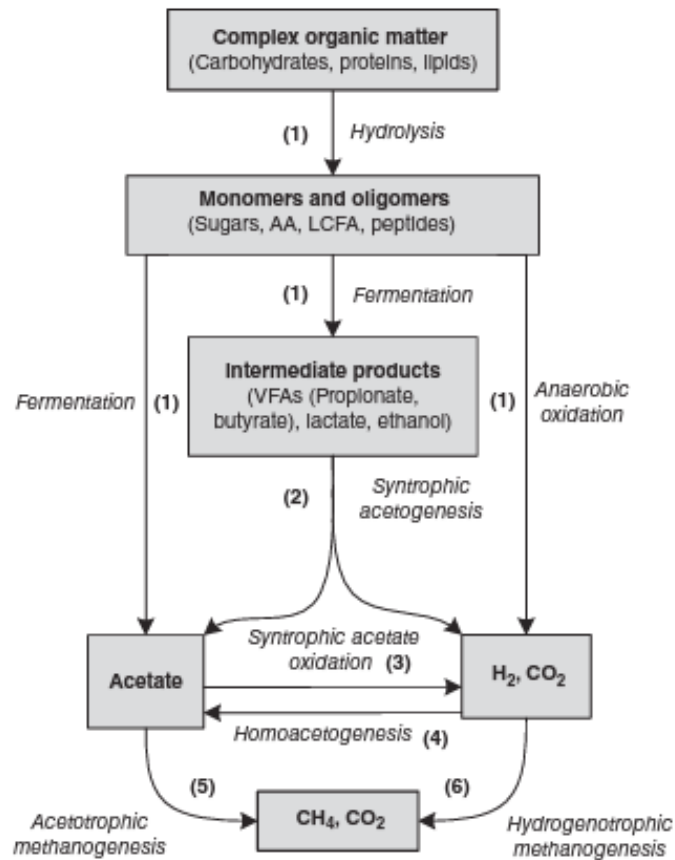 Complex organic matter
(Carbohydrates, proteins, lipids)
(1) Hydrolysis
Monomers and oligomers
(Sugars, AA, LCFA, peptides)
(1) Fermentation
Intermediate products
(VFAs (Propionate,
butyrate), lactate, ethanol)
Fermentation (1)
(1) Anaerobic
oxidation
(2) Syntrophic
acetogenesis
Acetate
Syntrophic acetate
oxidation (3)
H₂, CO₂
Homoacetogenesis (4)
(5)
(6)
CH₄, CO₂
Acetotrophic
methanogenesis
Hydrogenotrophic
methanogenesis